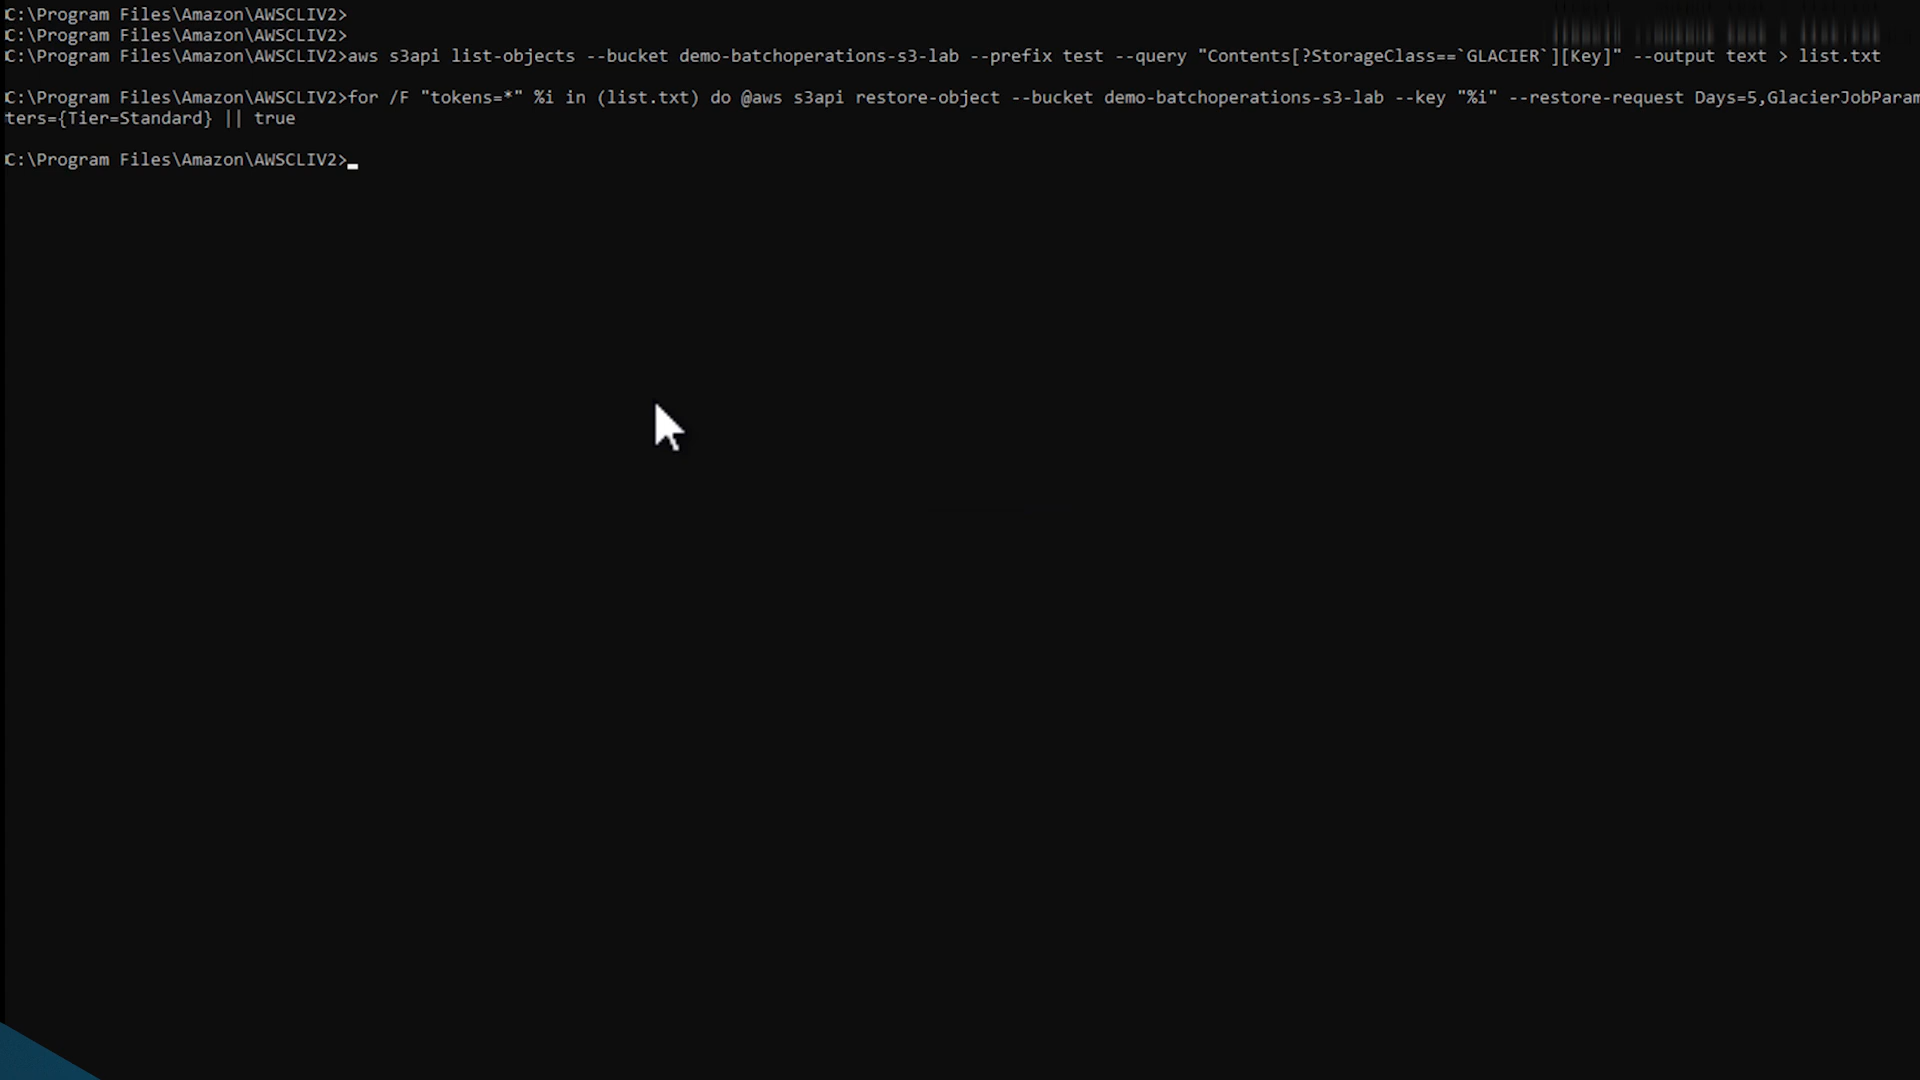 C:\Program Files\Amazon\AWSCLIV2>
C:\Program Files\Amazon\AWSCLIV2>
C:\Program Files\Amazon\AWSCLIV2>aws s3api list-objects --bucket demo-batchoperations-s3-lab --prefix test --query "Contents[?StorageClass==`GLACIER`][Key]" --output text > list.txt
C:\Program Files\Amazon\AWSCLIV2>for /F "tokens=*" %i in (list.txt) do @aws s3api restore-object --bucket demo-batchoperations-s3-lab --key "%i" --restore-request Days=5,GlacierJobParam
ters={Tier=Standard} || true
C:\Program Files\Amazon\AWSCLIV2>